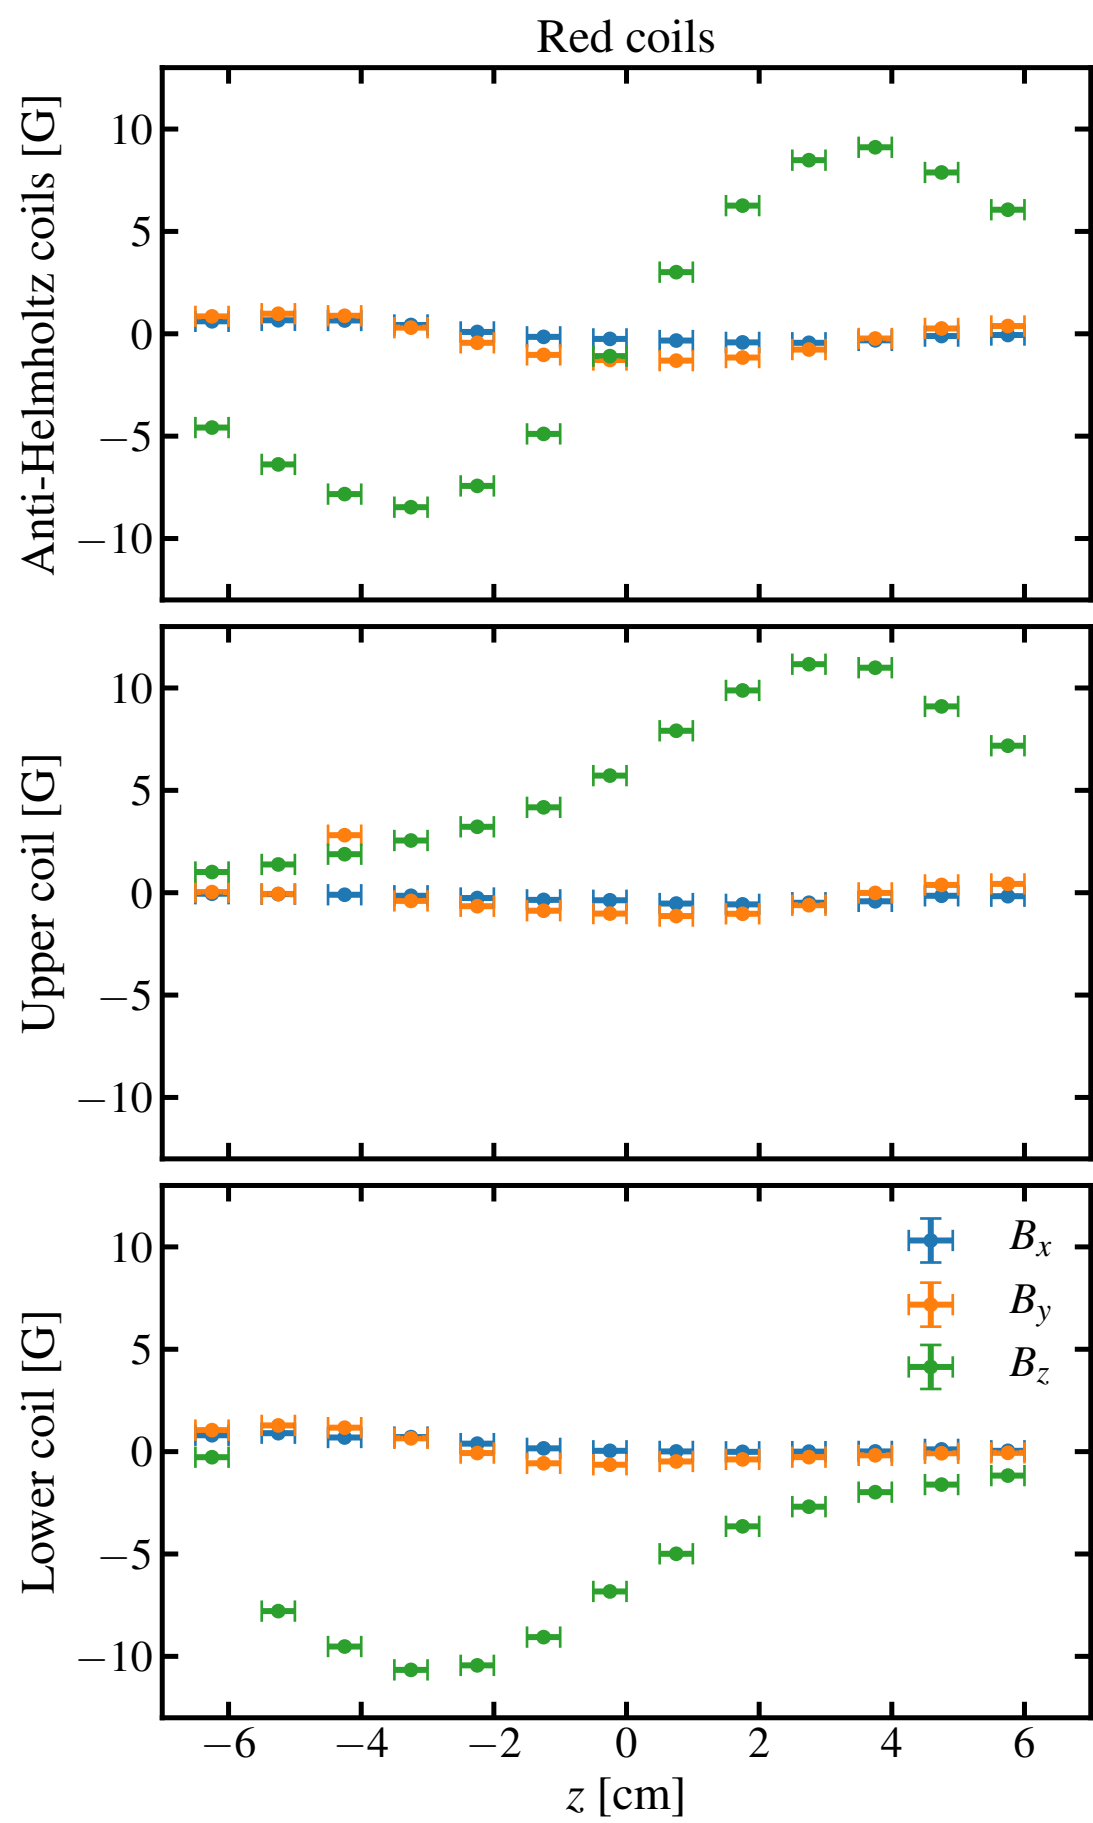 Red coils
Anti-Helmholtz coils [G]
10
5
0
−5
−10
Upper coil [G]
10
5
0
−5
−10
Lower coil [G]
10
5
0
−5
−10
Bx
By
Bz
−6 −4 −2 0 2 4 6
z [cm]